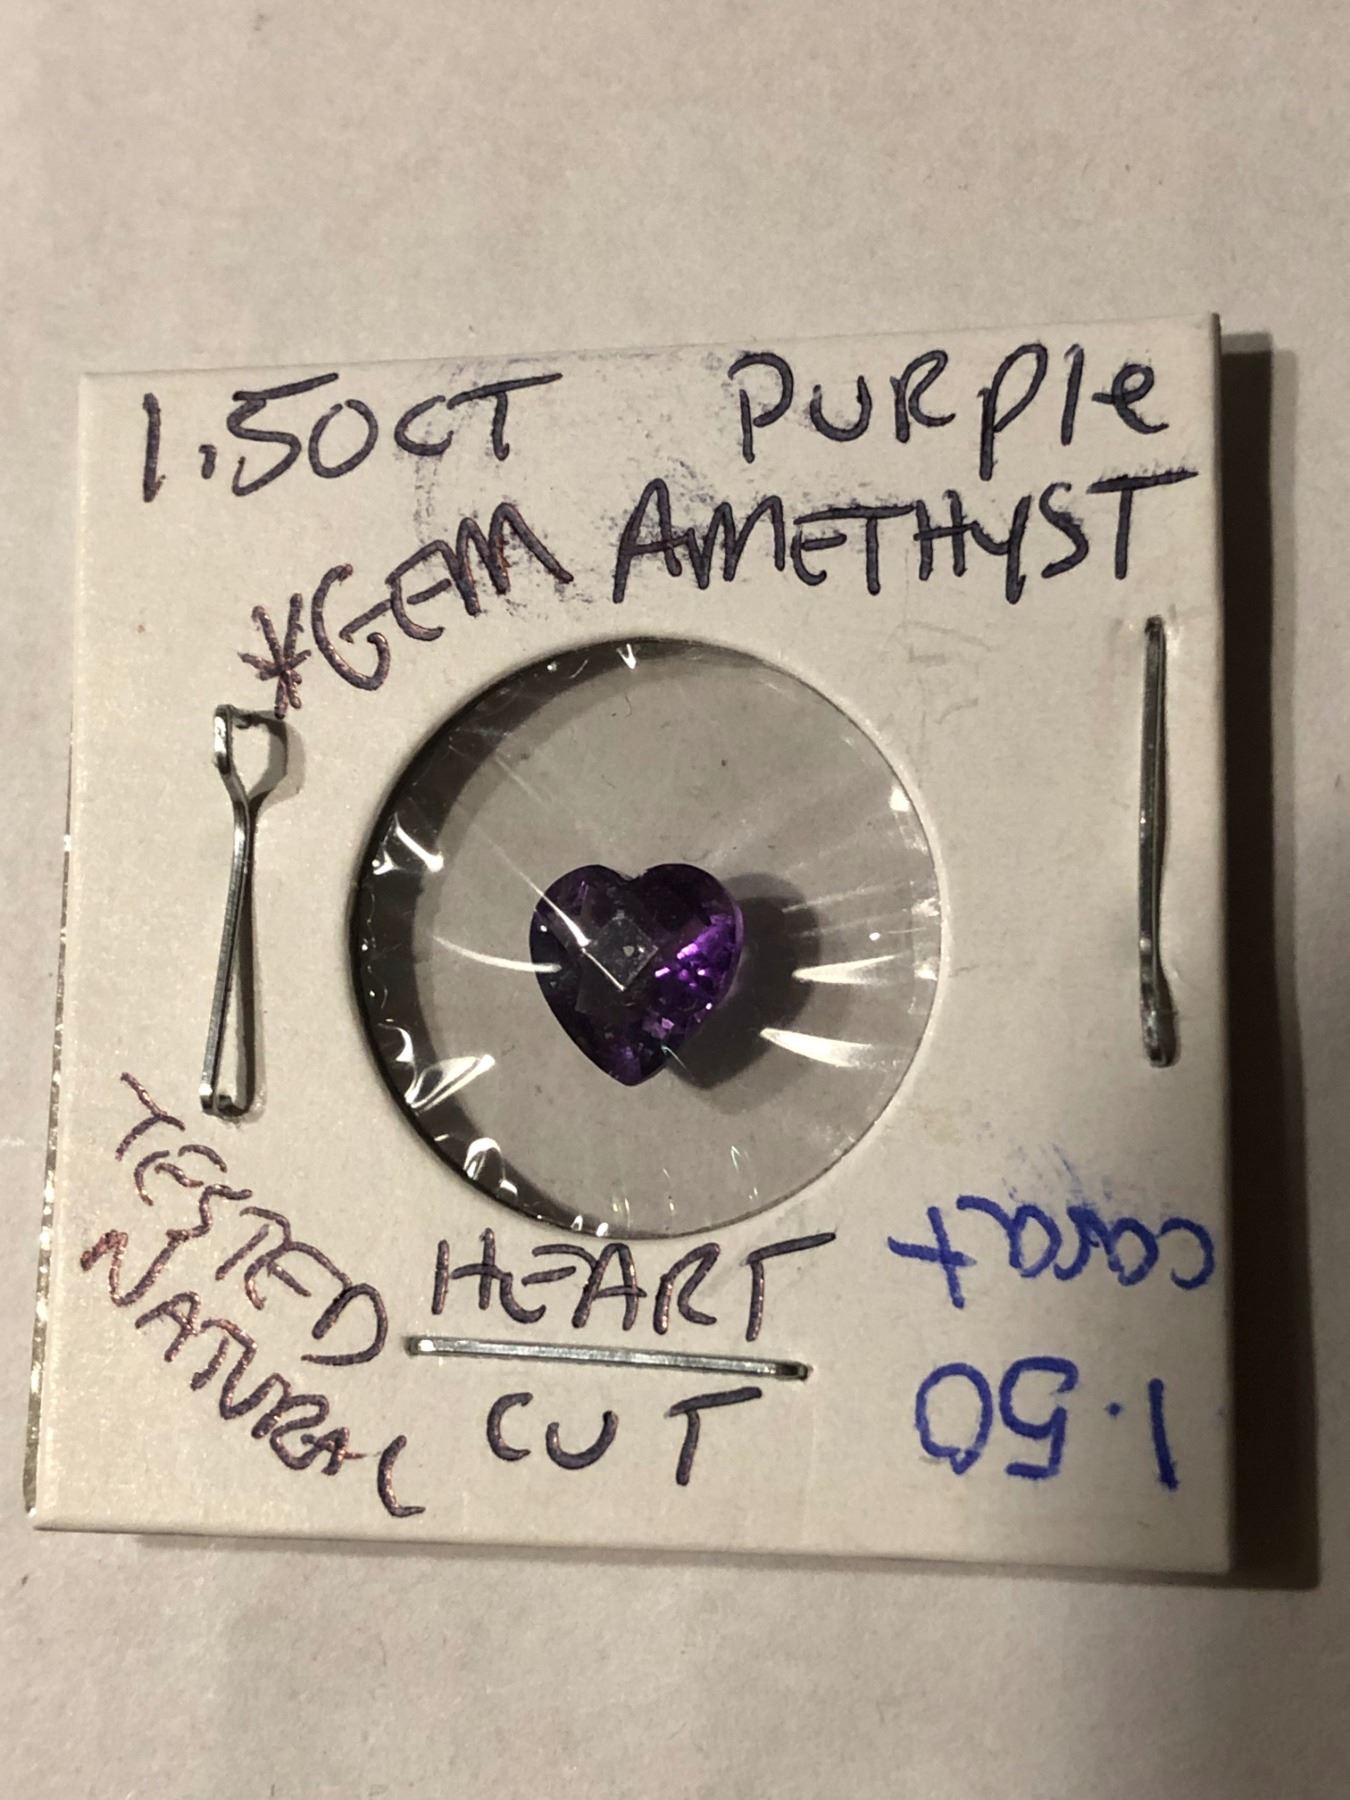 1.50CT PURPle
*GEM AMETHyST
TESTED
NATURAL
HEART
CUT
1.50
carat